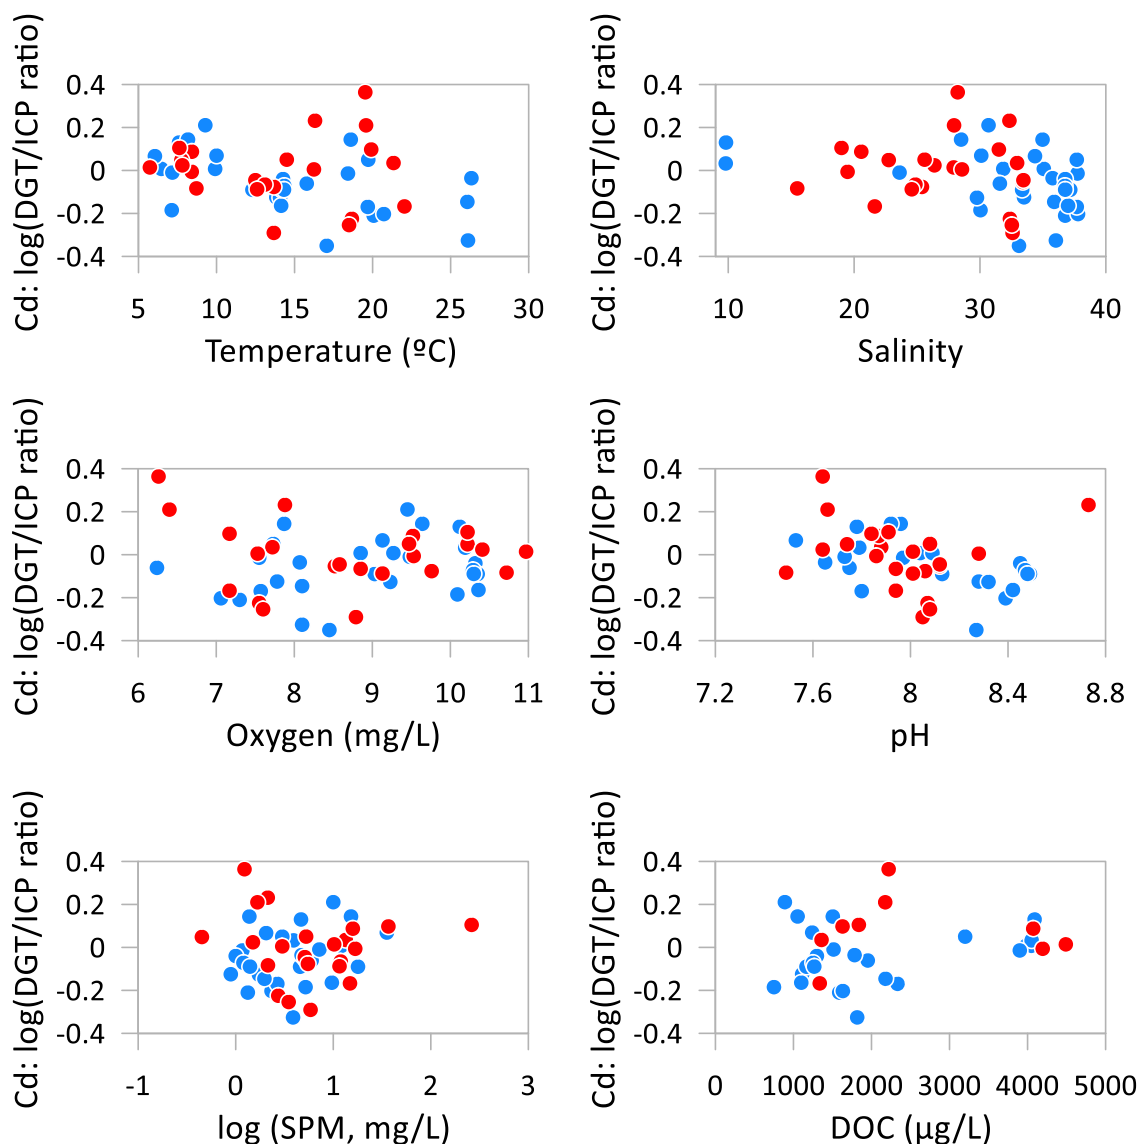 Cd: log(DGT/ICP ratio)
0.4
0.2
0
-0.2
-0.4
5 10 15 20 25 30
Temperature (ºC)
Cd: log(DGT/ICP ratio)
0.4
0.2
0
-0.2
-0.4
10 20 30 40
Salinity
Cd: log(DGT/ICP ratio)
0.4
0.2
0
-0.2
-0.4
6 7 8 9 10 11
Oxygen (mg/L)
Cd: log(DGT/ICP ratio)
0.4
0.2
0
-0.2
-0.4
7.2 7.6 8 8.4 8.8
pH
Cd: log(DGT/ICP ratio)
0.4
0.2
0
-0.2
-0.4
-1 0 1 2 3
log (SPM, mg/L)
Cd: log(DGT/ICP ratio)
0.4
0.2
0
-0.2
-0.4
0 1000 2000 3000 4000 5000
DOC (µg/L)